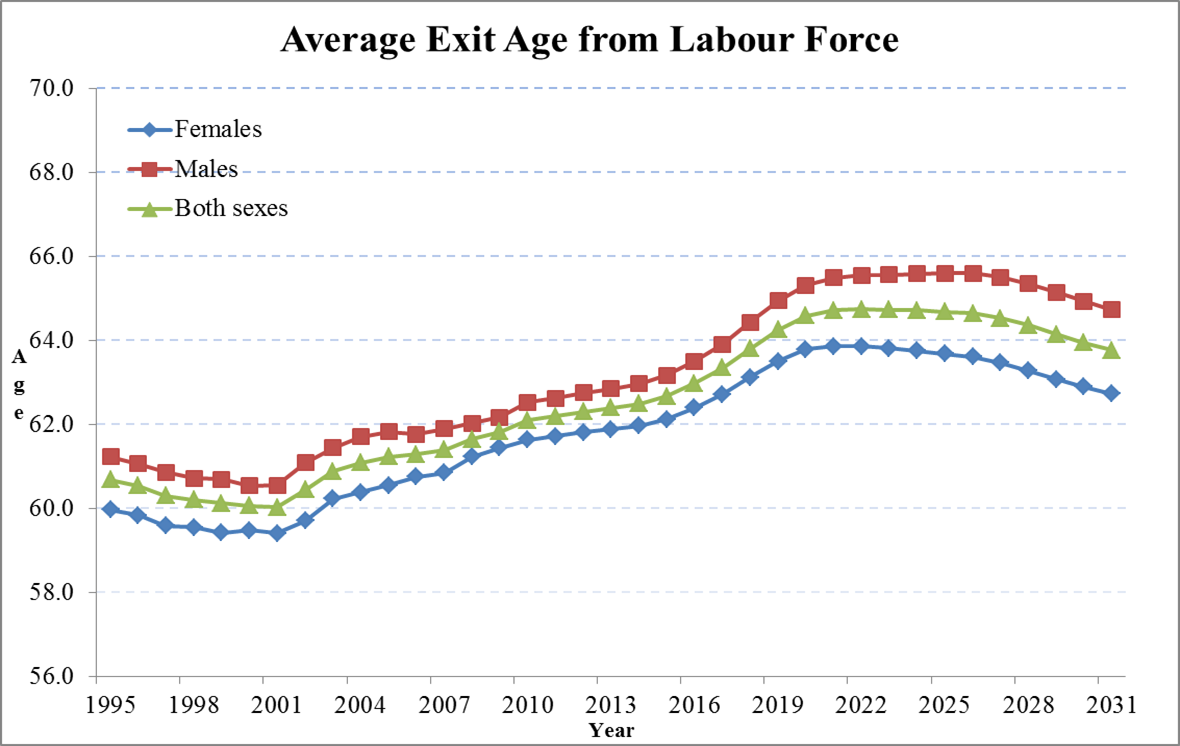 Average Exit Age from Labour Force
70.0
68.0
66.0
64.0
62.0
60.0
58.0
56.0
Females
Males
Both sexes
A
g
e
1995 1998 2001 2004 2007 2010 2013 2016 2019 2022 2025 2028 2031
Year